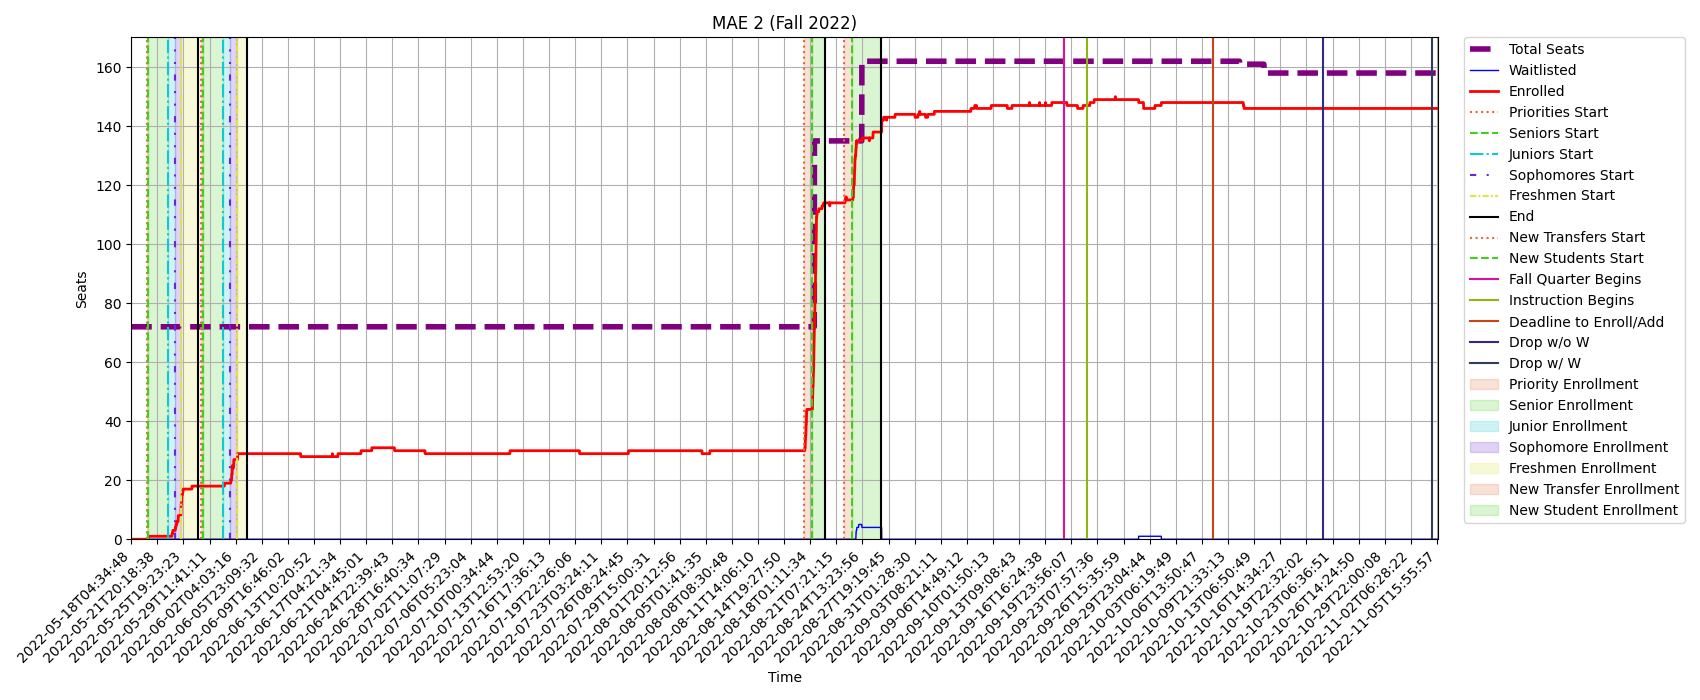 MAE 2 (Fall 2022)
Seats
160
140
120
100
80
60
40
20
0
2022-05-18T04:34:48
2022-05-21T20:18:38
2022-05-25T19:23:23
2022-05-29T11:41:11
2022-06-02T04:03:16
2022-06-05T23:09:32
2022-06-09T16:46:02
2022-06-13T10:20:52
2022-06-17T04:21:34
2022-06-21T04:45:01
2022-06-24T22:39:43
2022-06-28T16:40:34
2022-07-02T11:07:29
2022-07-06T05:23:04
2022-07-10T00:34:44
2022-07-13T12:53:20
2022-07-16T17:36:13
2022-07-19T22:26:06
2022-07-23T03:24:11
2022-07-26T08:24:45
2022-07-29T15:00:31
2022-08-01T20:12:56
2022-08-05T01:41:35
2022-08-08T08:30:48
2022-08-11T14:06:10
2022-08-14T19:27:50
2022-08-18T01:11:34
2022-08-21T07:21:15
2022-08-24T13:23:56
2022-08-27T19:19:45
2022-08-31T01:28:30
2022-09-03T08:21:11
2022-09-06T14:49:12
2022-09-10T01:50:13
2022-09-13T09:08:43
2022-09-16T16:24:38
2022-09-19T23:56:07
2022-09-23T07:57:36
2022-09-26T15:35:59
2022-09-29T23:04:44
2022-10-03T06:19:49
2022-10-06T13:50:47
2022-10-09T21:33:13
2022-10-13T06:50:49
2022-10-16T14:34:27
2022-10-19T22:32:02
2022-10-23T06:36:51
2022-10-26T14:24:50
2022-10-29T22:00:08
2022-11-02T06:28:22
2022-11-05T15:55:57
Time
Total Seats
Waitlisted
Enrolled
Priorities Start
Seniors Start
Juniors Start
Sophomores Start
Freshmen Start
End
New Transfers Start
New Students Start
Fall Quarter Begins
Instruction Begins
Deadline to Enroll/Add
Drop w/o W
Drop w/ W
Priority Enrollment
Senior Enrollment
Junior Enrollment
Sophomore Enrollment
Freshmen Enrollment
New Transfer Enrollment
New Student Enrollment